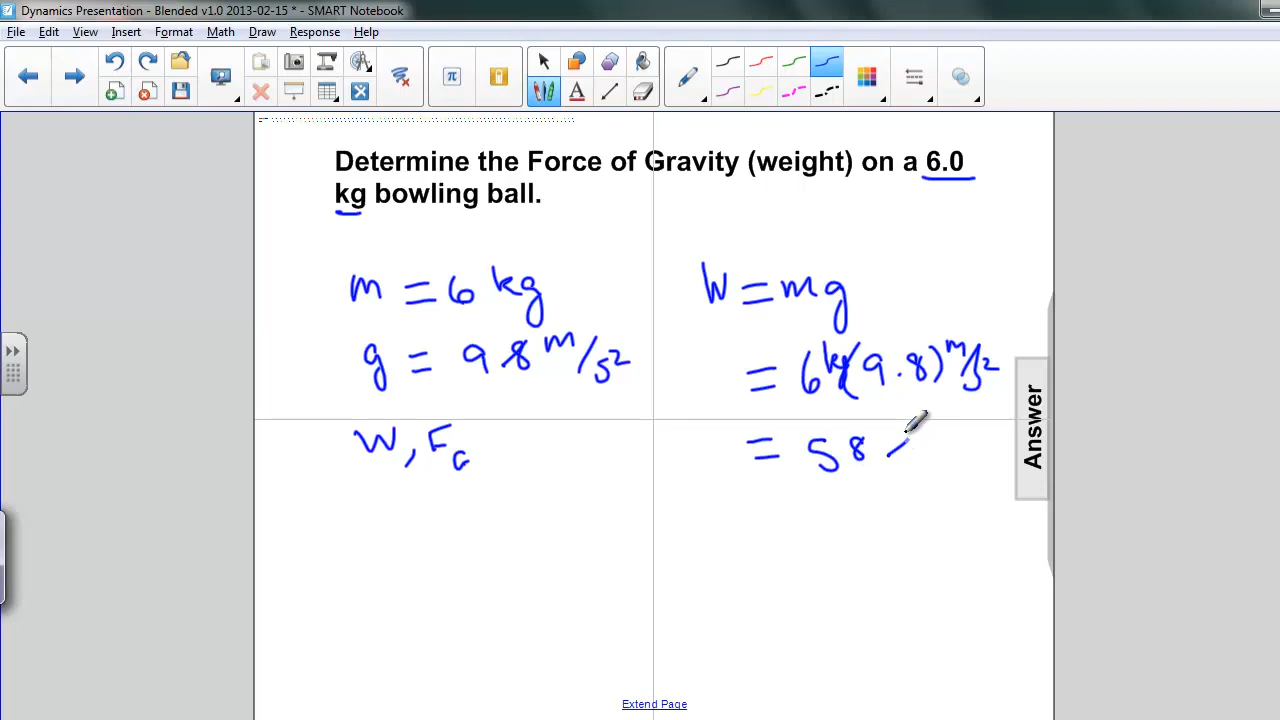 Dynamics Presentation - Blended v1.0 2013-02-15 * - SMART Notebook
File Edit View Insert Format Math Draw Response Help
Determine the Force of Gravity (weight) on a 6.0
kg bowling ball.
m = 6 kg
g = 9.8 m/s²
W, FG
W = mg
= 6 kg(9.8) m/s²
= 58
Answer
Extend Page